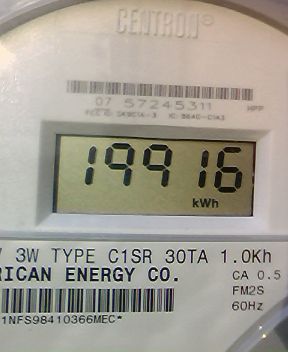 CENTRON®
07 57245311
19916
kWh
3W TYPE C1SR 30TA 1.0Kh
RICAN ENERGY CO.
CA 0.5
FM2S
60Hz
1NFS98410366MEC*